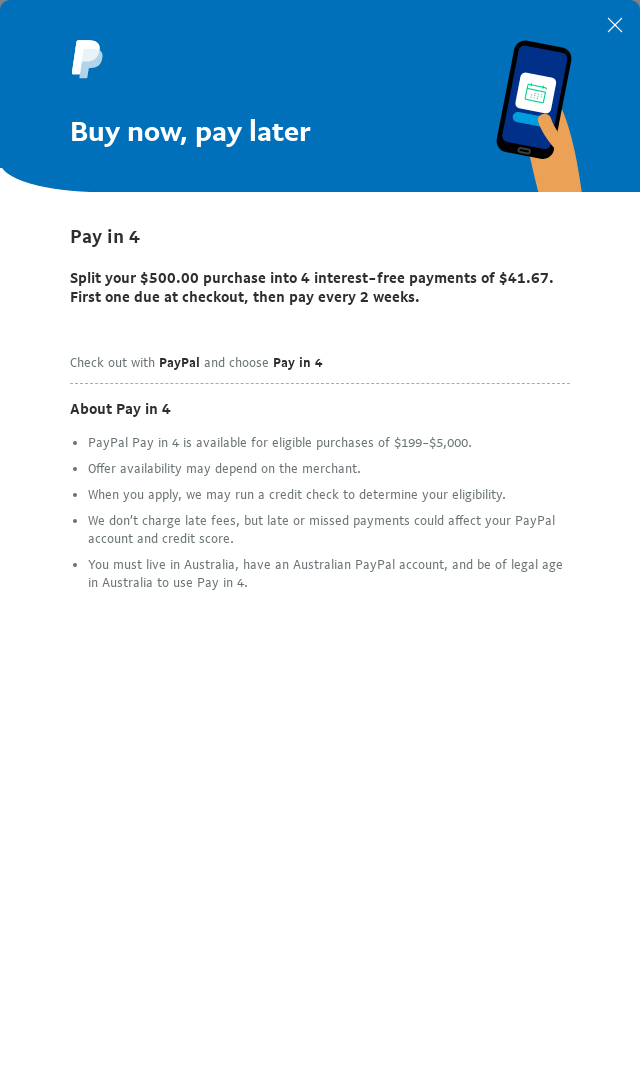 Buy now, pay later
Pay in 4
Split your $500.00 purchase into 4 interest-free payments of $41.67.
First one due at checkout, then pay every 2 weeks.
Check out with PayPal and choose Pay in 4
About Pay in 4
• PayPal Pay in 4 is available for eligible purchases of $199-$5,000.
• Offer availability may depend on the merchant.
• When you apply, we may run a credit check to determine your eligibility.
• We don't charge late fees, but late or missed payments could affect your PayPal
account and credit score.
• You must live in Australia, have an Australian PayPal account, and be of legal age
in Australia to use Pay in 4.